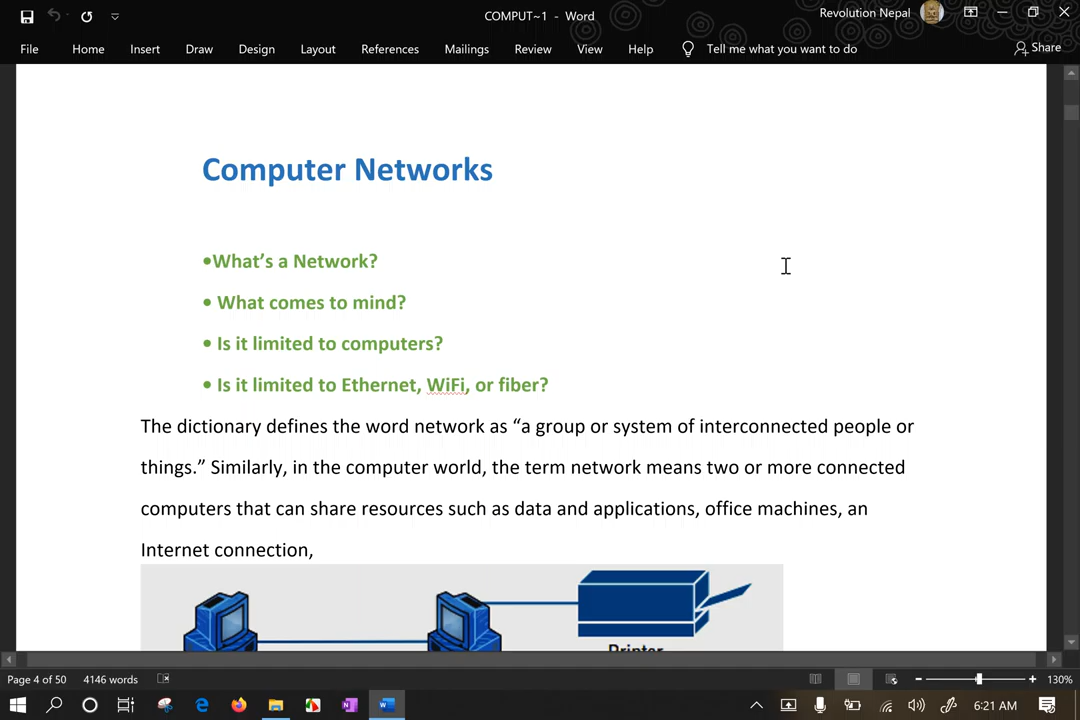 COMPUT~1 - Word
Revolution Nepal
File Home Insert Draw Design Layout References Mailings Review View Help Tell me what you want to do Share
Computer Networks
•What’s a Network?
• What comes to mind?
• Is it limited to computers?
• Is it limited to Ethernet, WiFi, or fiber?
The dictionary defines the word network as “a group or system of interconnected people or
things.” Similarly, in the computer world, the term network means two or more connected
computers that can share resources such as data and applications, office machines, an
Internet connection,
Printer
Page 4 of 50 4146 words 130%
6:21 AM